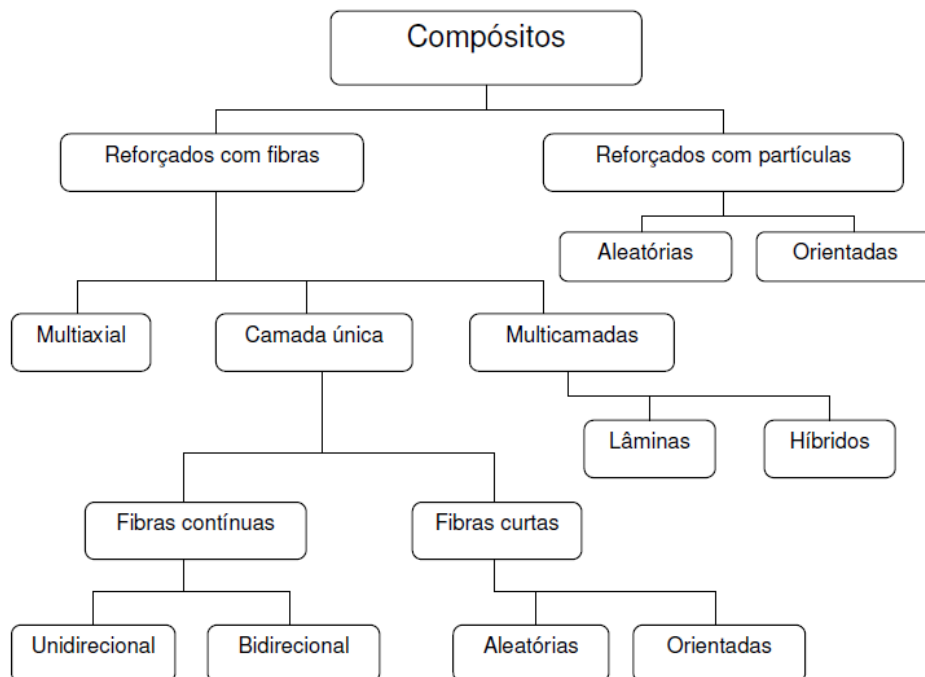 Compósitos
Reforçados com fibras
Reforçados com partículas
Aleatórias
Orientadas
Multiaxial
Camada única
Multicamadas
Lâminas
Híbridos
Fibras contínuas
Fibras curtas
Unidirecional
Bidirecional
Aleatórias
Orientadas